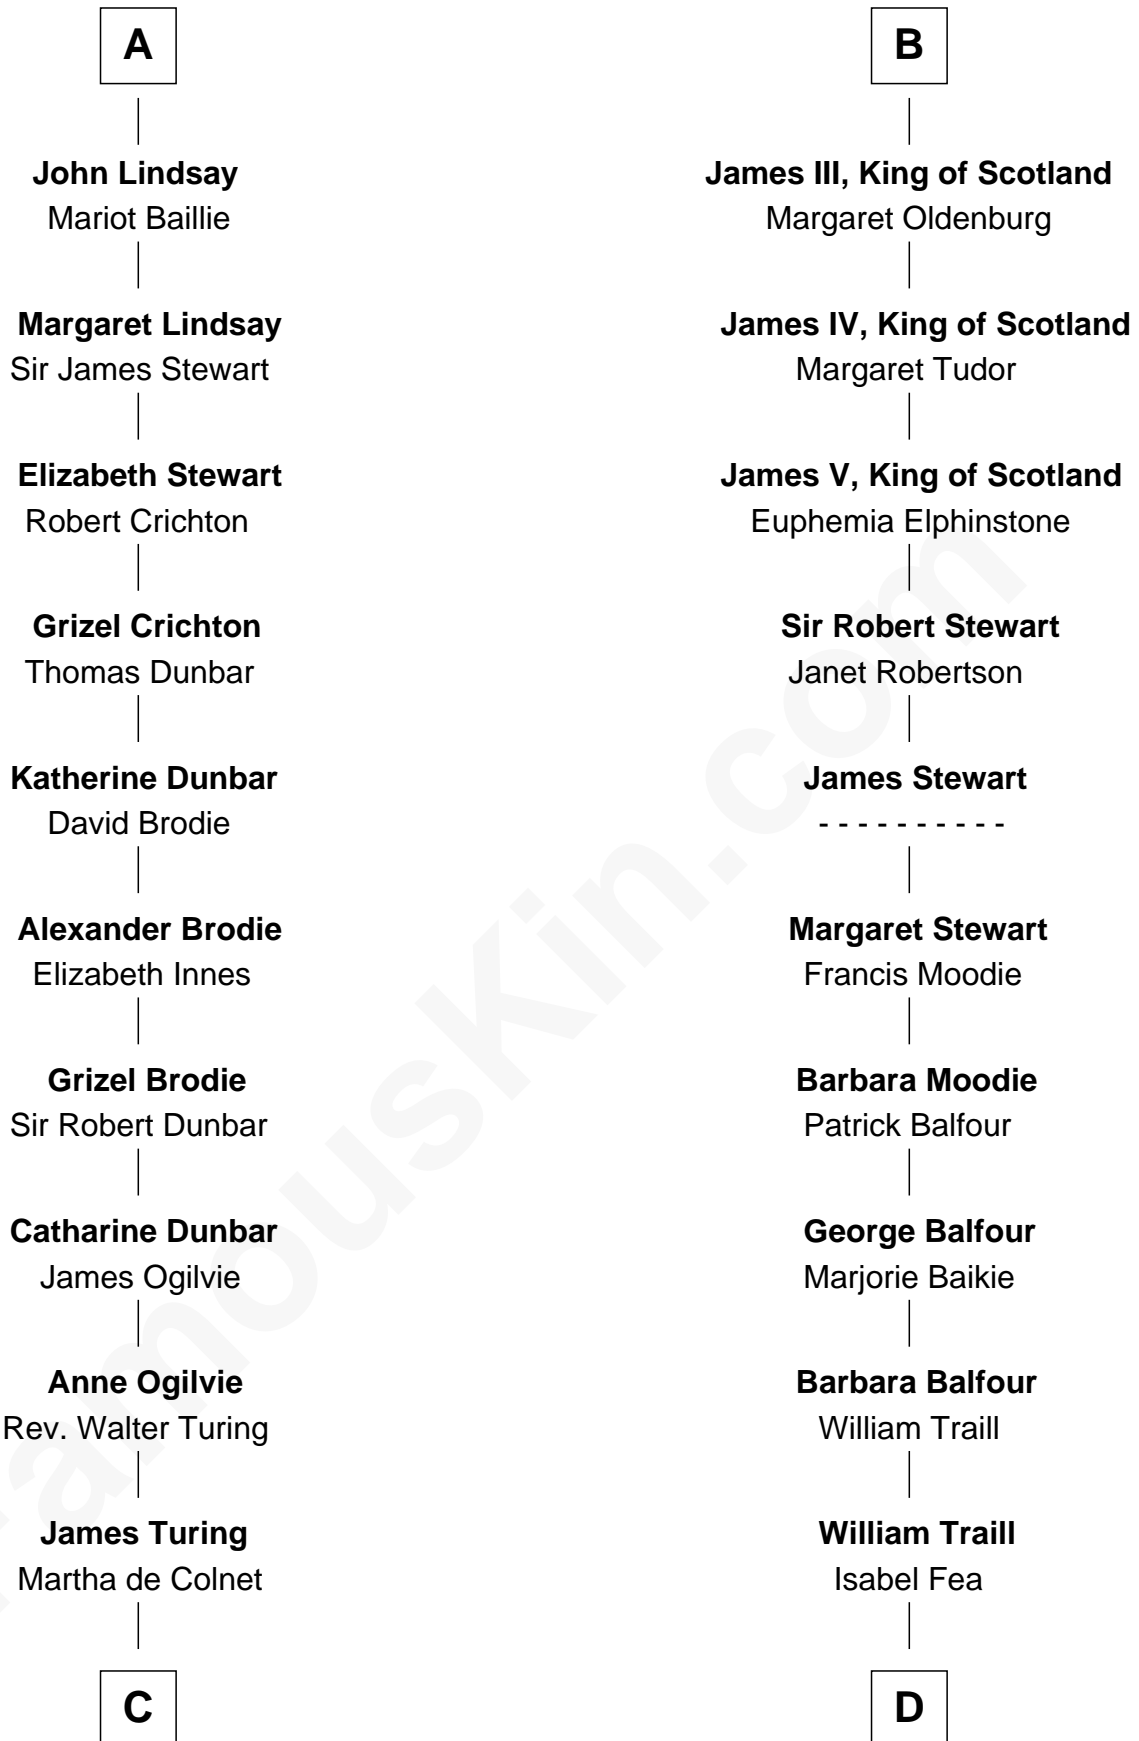 A
John Lindsay
Mariot Baillie
Margaret Lindsay
Sir James Stewart
Elizabeth Stewart
Robert Crichton
Grizel Crichton
Thomas Dunbar
Katherine Dunbar
David Brodie
Alexander Brodie
Elizabeth Innes
Grizel Brodie
Sir Robert Dunbar
Catharine Dunbar
James Ogilvie
Anne Ogilvie
Rev. Walter Turing
James Turing
Martha de Colnet
C
B
James III, King of Scotland
Margaret Oldenburg
James IV, King of Scotland
Margaret Tudor
James V, King of Scotland
Euphemia Elphinstone
Sir Robert Stewart
Janet Robertson
James Stewart
- - - - - - - - - -
Margaret Stewart
Francis Moodie
Barbara Moodie
Patrick Balfour
George Balfour
Marjorie Baikie
Barbara Balfour
William Traill
William Traill
Isabel Fea
D
FamousKin.com